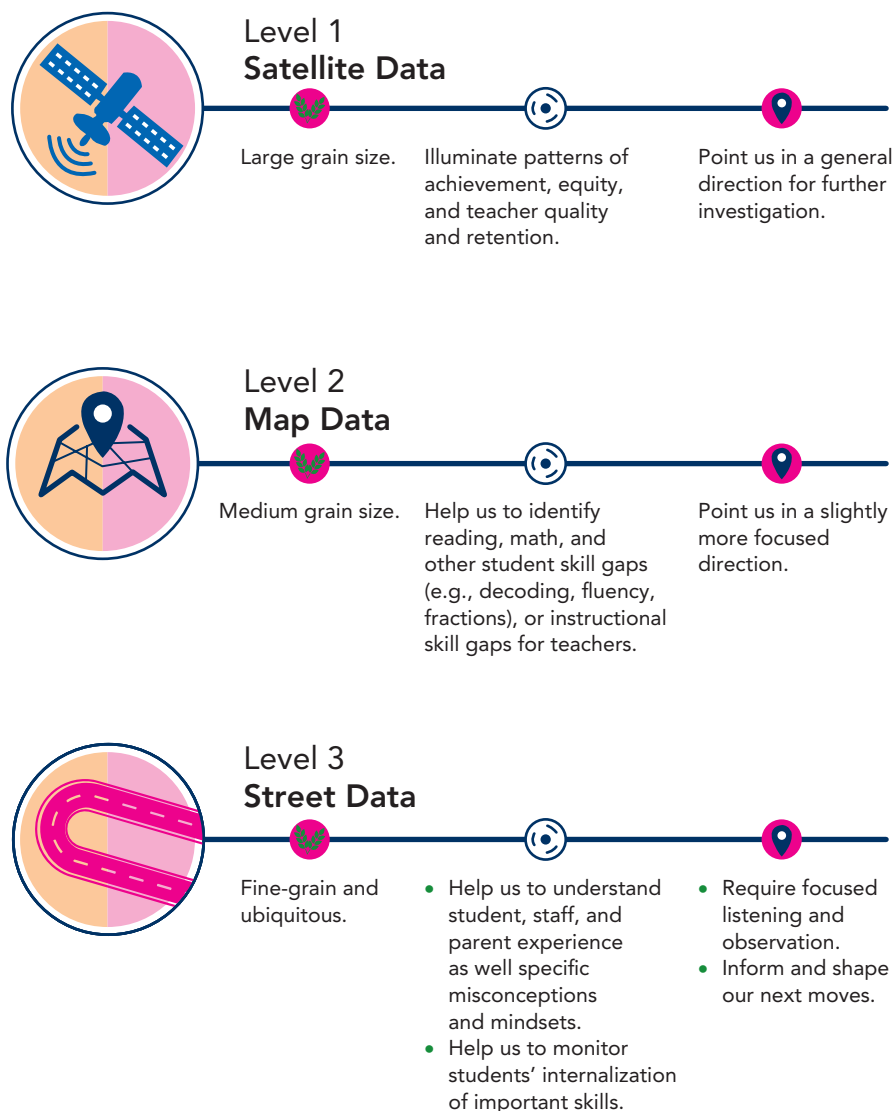 Level 1
Satellite Data
Large grain size.
Illuminate patterns of
achievement, equity,
and teacher quality
and retention.
Point us in a general
direction for further
investigation.
Level 2
Map Data
Medium grain size.
Help us to identify
reading, math, and
other student skill gaps
(e.g., decoding, fluency,
fractions), or instructional
skill gaps for teachers.
Point us in a slightly
more focused
direction.
Level 3
Street Data
Fine-grain and
ubiquitous.
• Help us to understand
student, staff, and
parent experience
as well specific
misconceptions
and mindsets.
• Help us to monitor
students’ internalization
of important skills.
• Require focused
listening and
observation.
• Inform and shape
our next moves.